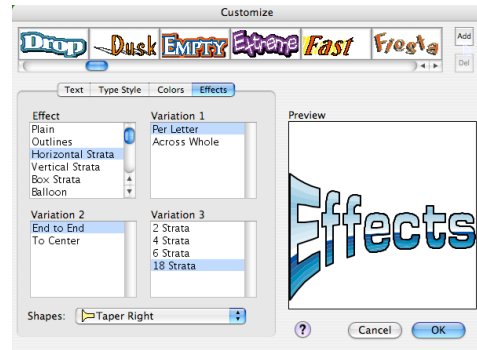 Customize
Drop Dusk EMPTY Extreme Fast Fiesta
Add
Del
Text Type Style Colors Effects
Effect
Plain
Outlines
Horizontal Strata
Vertical Strata
Box Strata
Balloon
Variation 1
Per Letter
Across Whole
Variation 2
End to End
To Center
Variation 3
2 Strata
4 Strata
6 Strata
18 Strata
Shapes: Taper Right
Preview
Effects
?
Cancel OK